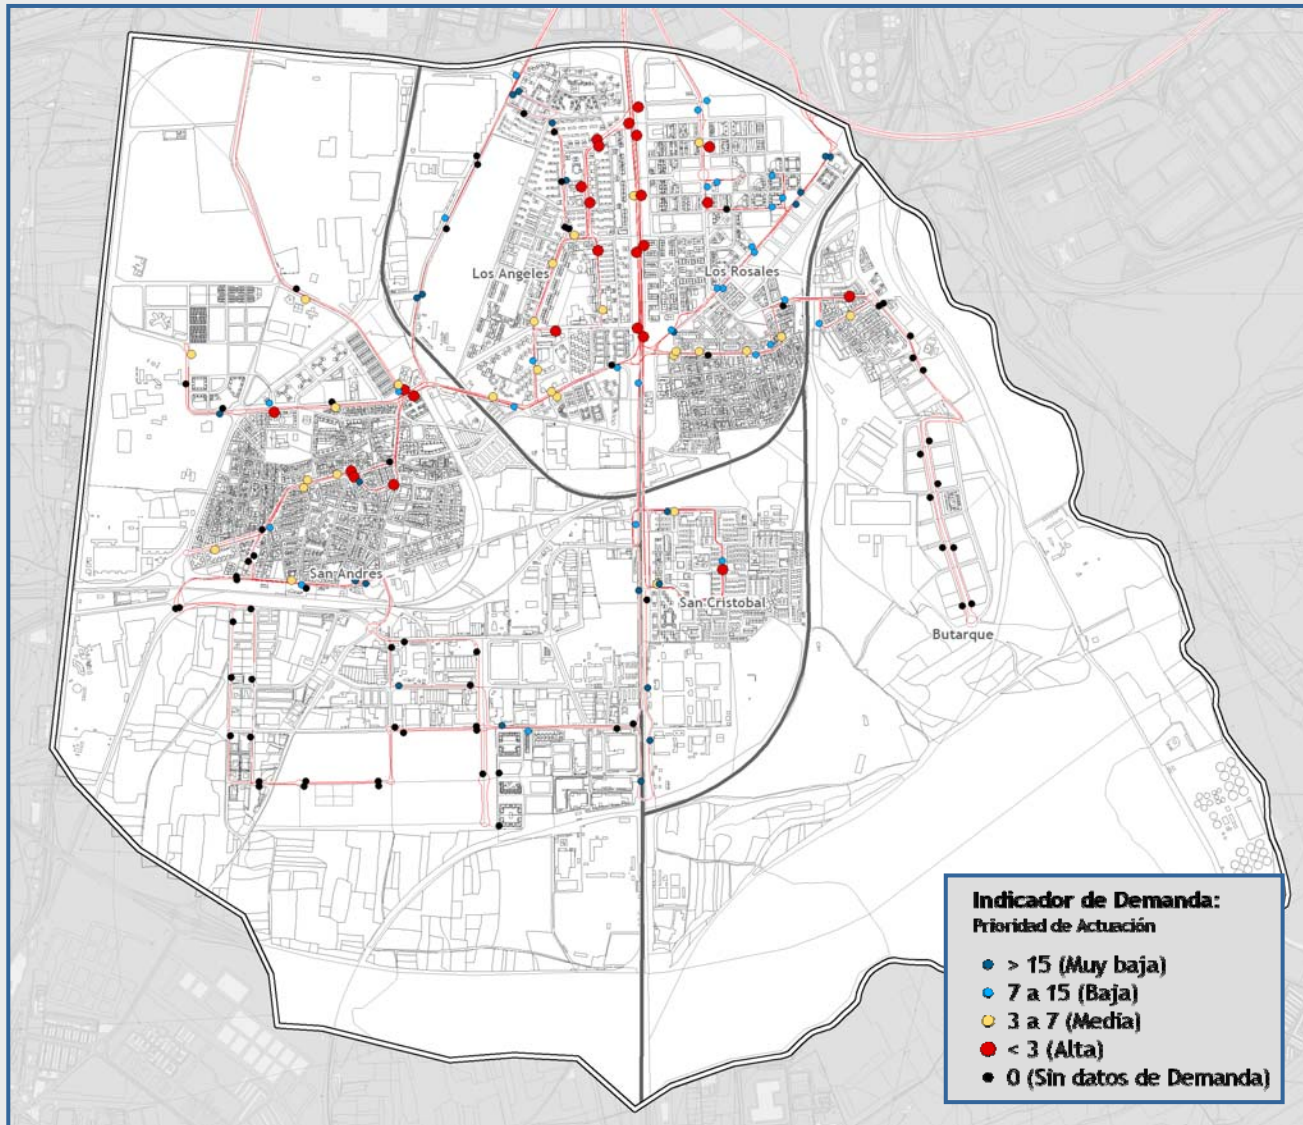 Los Angeles
Los Rosales
San Andres
San Cristobal
Butarque
Indicador de Demanda:
Prioridad de Actuación
> 15 (Muy baja)
7 a 15 (Baja)
3 a 7 (Media)
< 3 (Alta)
0 (Sin datos de Demanda)